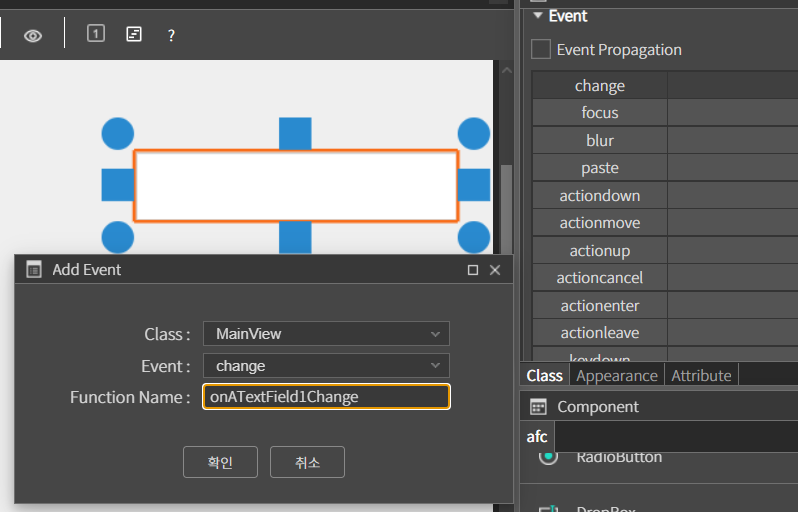 Event
1
?
Event Propagation
change
focus
blur
paste
actiondown
actionmove
actionup
actioncancel
actionenter
actionleave
keydown
Add Event
Class :
MainView
Event :
change
Function Name :
onATextField1Change
확인
취소
Class
Appearance
Attribute
Component
afc
RadioButton
DropBox